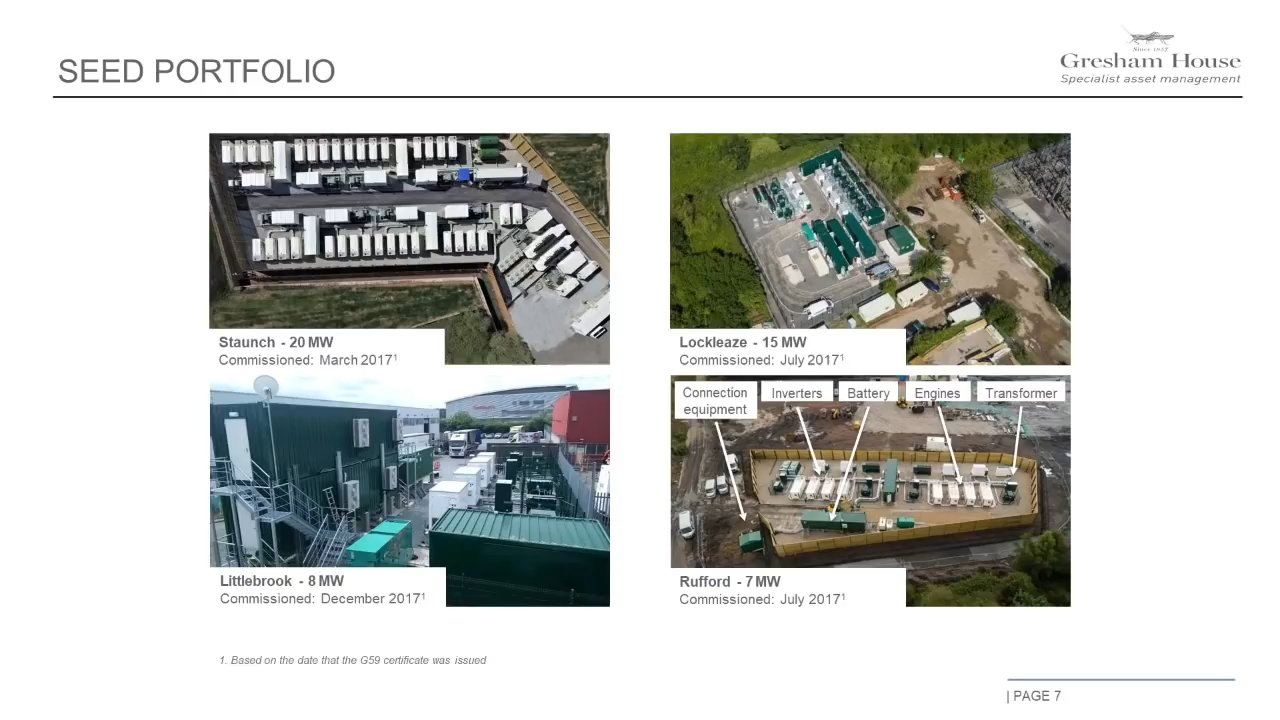 SEED PORTFOLIO
Since 1857
Gresham House
Specialist asset management
Staunch - 20 MW
Commissioned: March 2017¹
Lockleaze - 15 MW
Commissioned: July 2017¹
Connection
equipment
Inverters
Battery
Engines
Transformer
Littlebrook - 8 MW
Commissioned: December 2017¹
Rufford - 7 MW
Commissioned: July 2017¹
1. Based on the date that the G59 certificate was issued
| PAGE 7